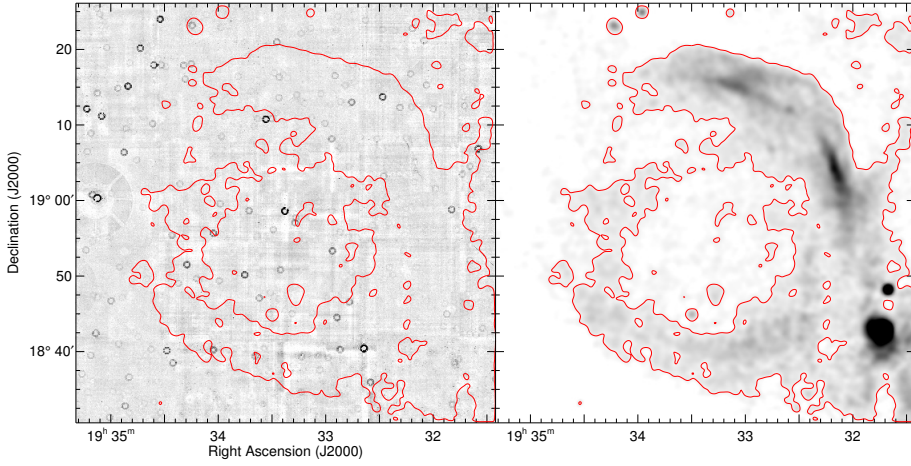 20
10
19° 00′
50
18° 40′
Declination (J2000)
19ʰ 35ᵐ
34
33
32
Right Ascension (J2000)
19ʰ 35ᵐ
34
33
32